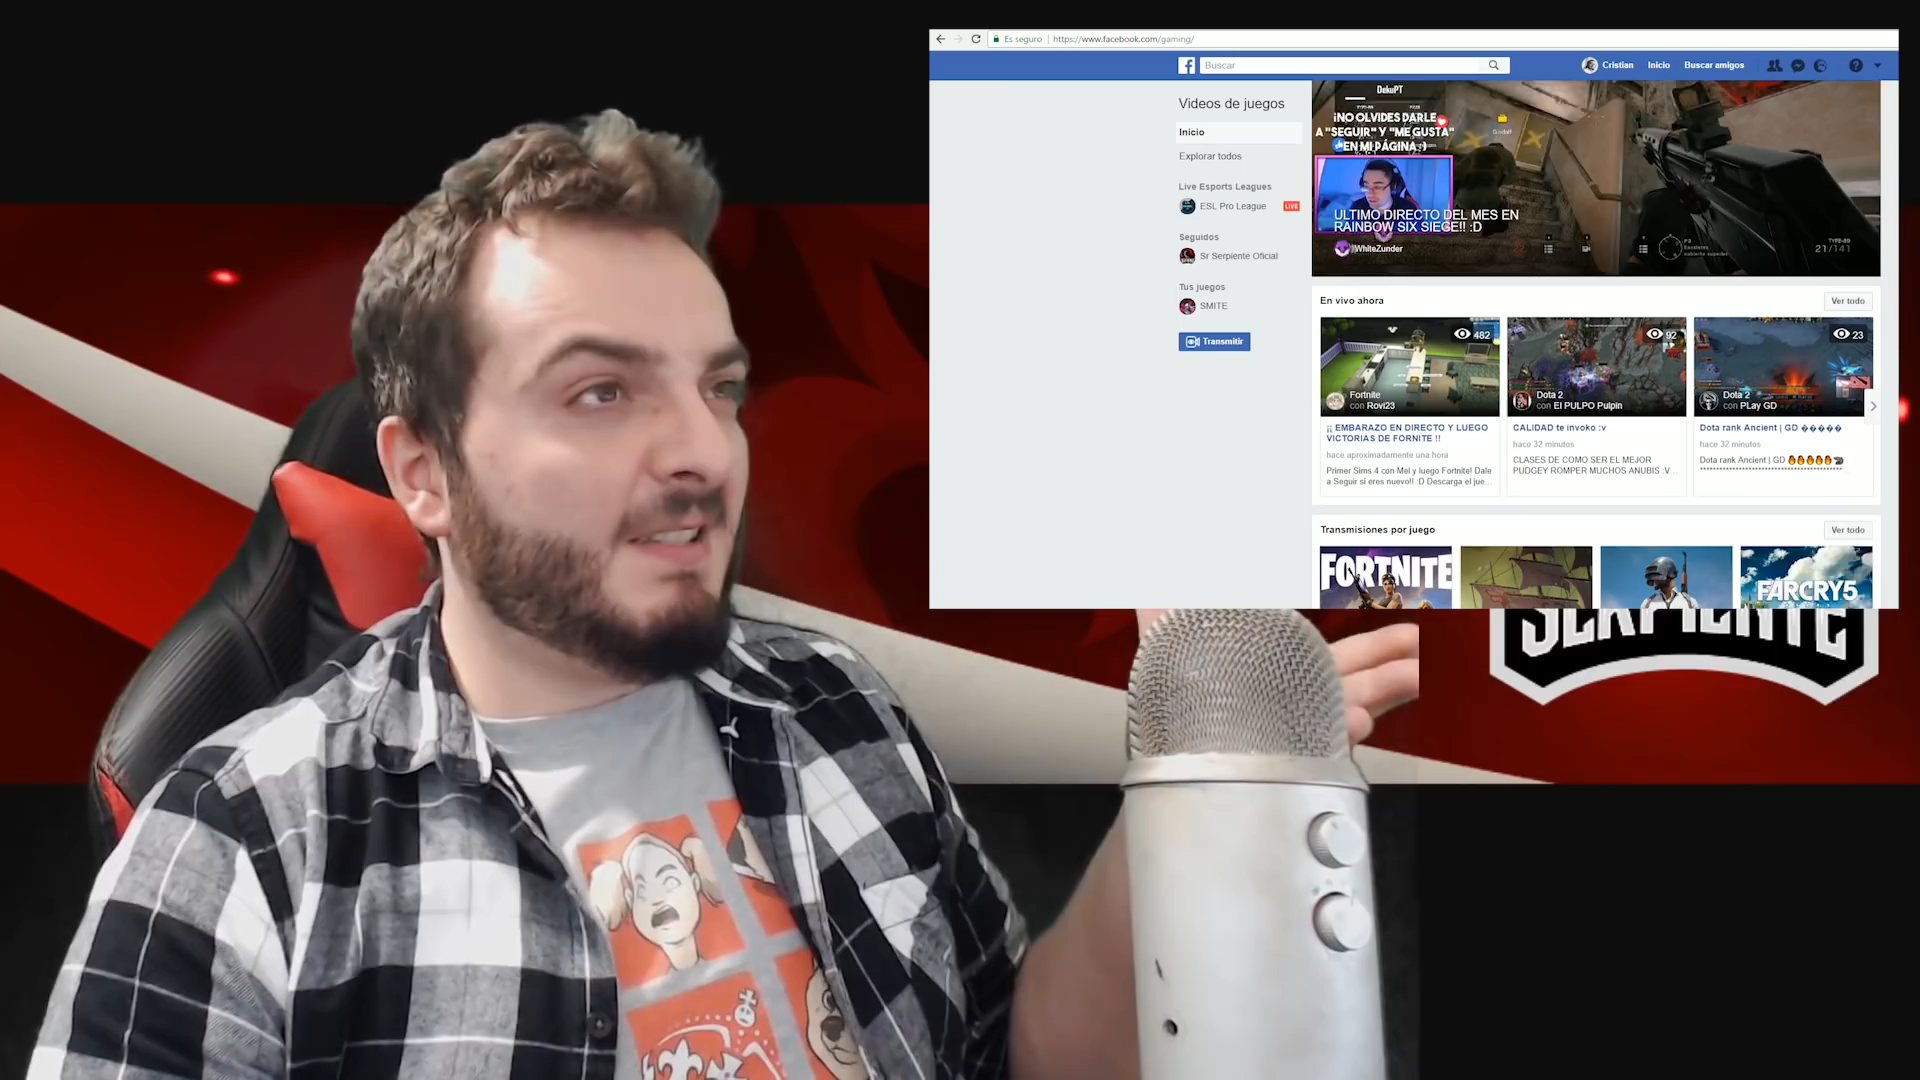 Es seguro
https://www.facebook.com/gaming/
Buscar
Cristian
Inicio
Buscar amigos
Videos de juegos
Inicio
Explorar todos
Live Esports Leagues
ESL Pro League
LIVE
Seguidos
Sr Serpiente Oficial
Tus juegos
SMITE
Transmitir
DekuPT
¡NO OLVIDES DARLE
A "SEGUIR" Y "ME GUSTA"
EN MI PÁGINA :)
ULTIMO DIRECTO DEL MES EN
RAINBOW SIX SIEGE!! :D
WhiteZunder
TYPE-89
21/141
En vivo ahora
Ver todo
482
Fortnite
con Rovi23
¡¡ EMBARAZO EN DIRECTO Y LUEGO
VICTORIAS DE FORNITE !!
hace aproximadamente una hora
Primer Sims 4 con Mel y luego Fortnite! Dale
a Seguir si eres nuevo!! :D Descarga el jue...
92
Dota 2
con El PULPO Pulpin
CALIDAD te invoko :v
hace 32 minutos
CLASES DE COMO SER EL MEJOR
PUDGEY ROMPER MUCHOS ANUBIS :V...
23
Dota 2
con PLay GD
Dota rank Ancient | GD �����
hace 32 minutos
Dota rank Ancient | GD 🔥🔥🔥🔥🔥
Transmisiones por juego
Ver todo
FORTNITE
FARCRY5
SERPIENTE